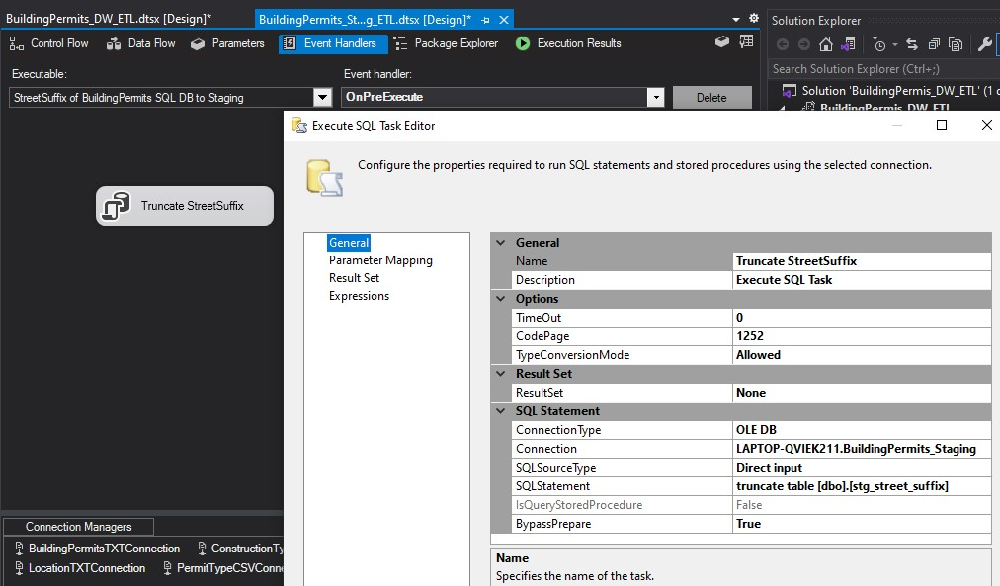 BuildingPermits_DW_ETL.dtsx [Design]*
BuildingPermits_St...g_ETL.dtsx [Design]*
Solution Explorer
Control Flow
Data Flow
Parameters
Event Handlers
Package Explorer
Execution Results
Executable:
Event handler:
Search Solution Explorer (Ctrl+;)
StreetSuffix of BuildingPermits SQL DB to Staging
OnPreExecute
Delete
Solution 'BuildingPermis_DW_ETL' (1 o
BuildingPermis_DW_ETL
Execute SQL Task Editor
Configure the properties required to run SQL statements and stored procedures using the selected connection.
Truncate StreetSuffix
General
Parameter Mapping
Result Set
Expressions
General
Name Truncate StreetSuffix
Description Execute SQL Task
Options
TimeOut 0
CodePage 1252
TypeConversionMode Allowed
Result Set
ResultSet None
SQL Statement
ConnectionType OLE DB
Connection LAPTOP-QVIEK211.BuildingPermits_Staging
SQLSourceType Direct input
SQLStatement truncate table [dbo].[stg_street_suffix]
IsQueryStoredProcedure False
BypassPrepare True
Connection Managers
BuildingPermitsTXTConnection
ConstructionTy
LocationTXTConnection
PermitTypeCSVConne
Name
Specifies the name of the task.